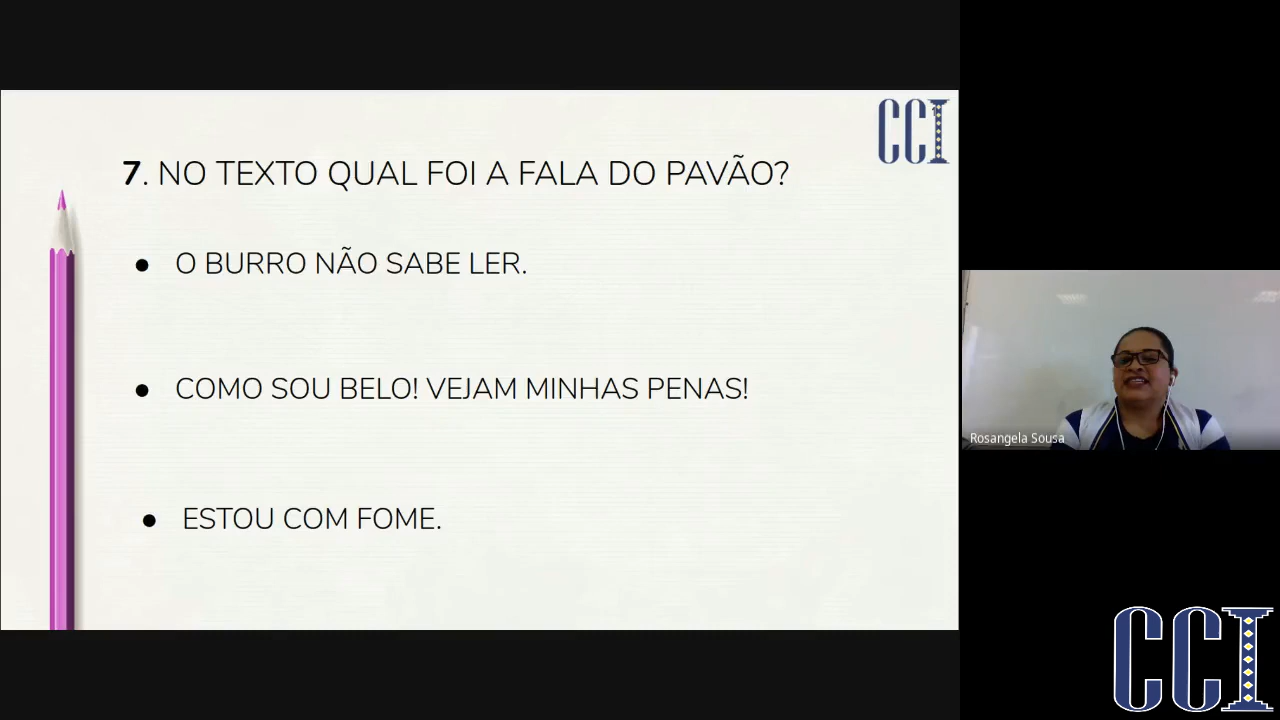 CCI
7. NO TEXTO QUAL FOI A FALA DO PAVÃO?
● O BURRO NÃO SABE LER.
● COMO SOU BELO! VEJAM MINHAS PENAS!
● ESTOU COM FOME.
Rosangela Sousa
CCI